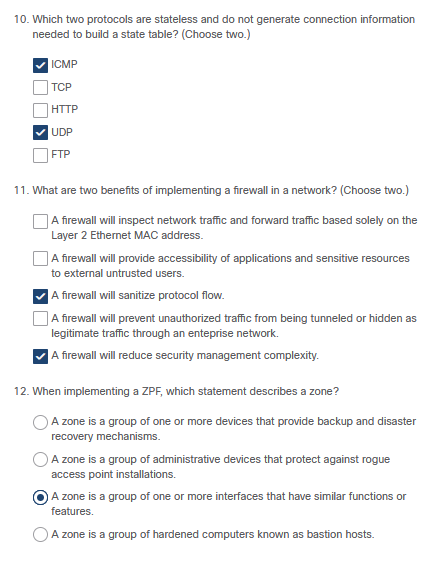 10. Which two protocols are stateless and do not generate connection information
needed to build a state table? (Choose two.)
ICMP
TCP
HTTP
UDP
FTP
11. What are two benefits of implementing a firewall in a network? (Choose two.)
A firewall will inspect network traffic and forward traffic based solely on the
Layer 2 Ethernet MAC address.
A firewall will provide accessibility of applications and sensitive resources
to external untrusted users.
A firewall will sanitize protocol flow.
A firewall will prevent unauthorized traffic from being tunneled or hidden as
legitimate traffic through an enteprise network.
A firewall will reduce security management complexity.
12. When implementing a ZPF, which statement describes a zone?
A zone is a group of one or more devices that provide backup and disaster
recovery mechanisms.
A zone is a group of administrative devices that protect against rogue
access point installations.
A zone is a group of one or more interfaces that have similar functions or
features.
A zone is a group of hardened computers known as bastion hosts.